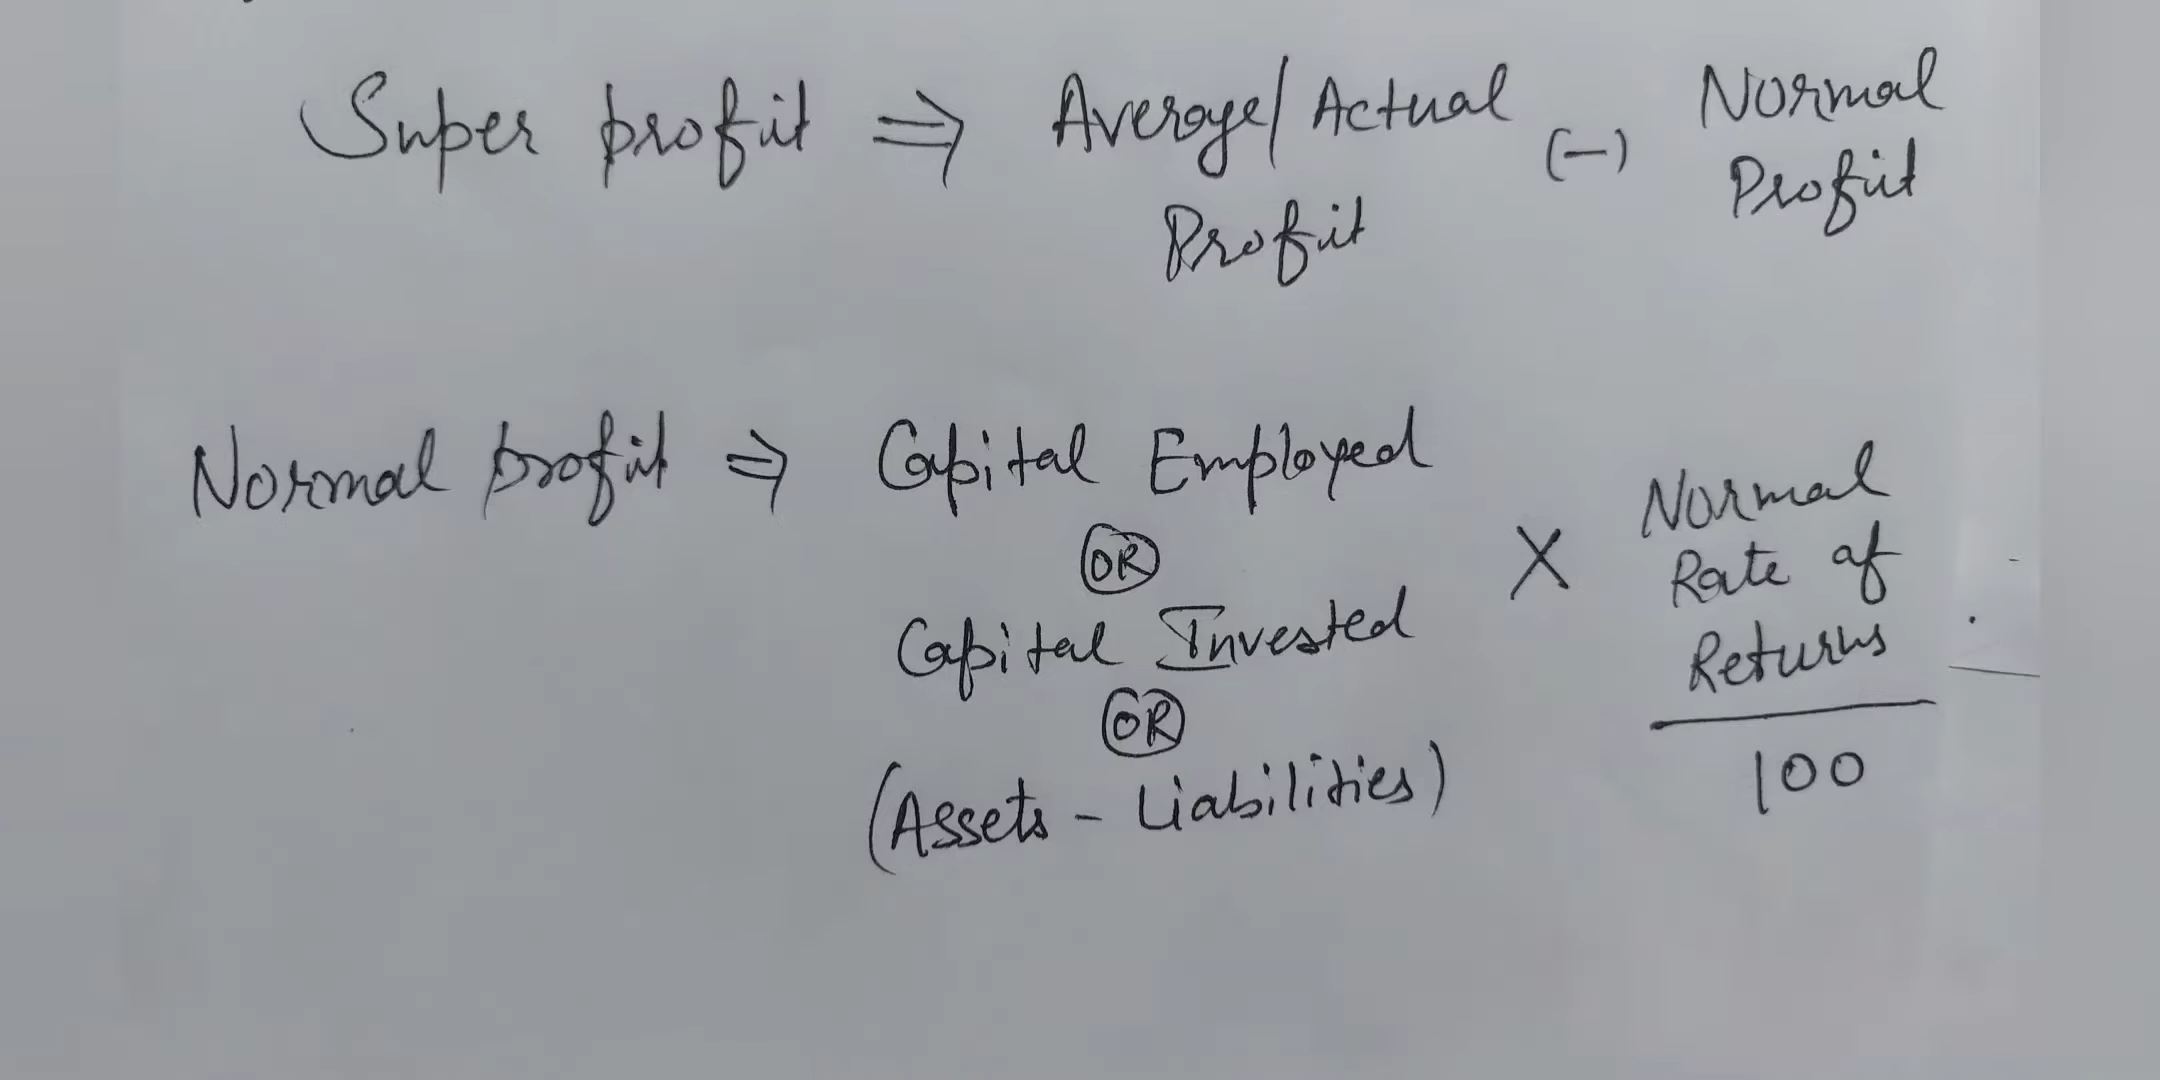 Super profit ⇒ Average/Actual Profit (-) Normal Profit
Normal profit ⇒ Capital Employed
OR
Capital Invested
OR
(Assets - Liabilities)
X Normal Rate of Returns
100